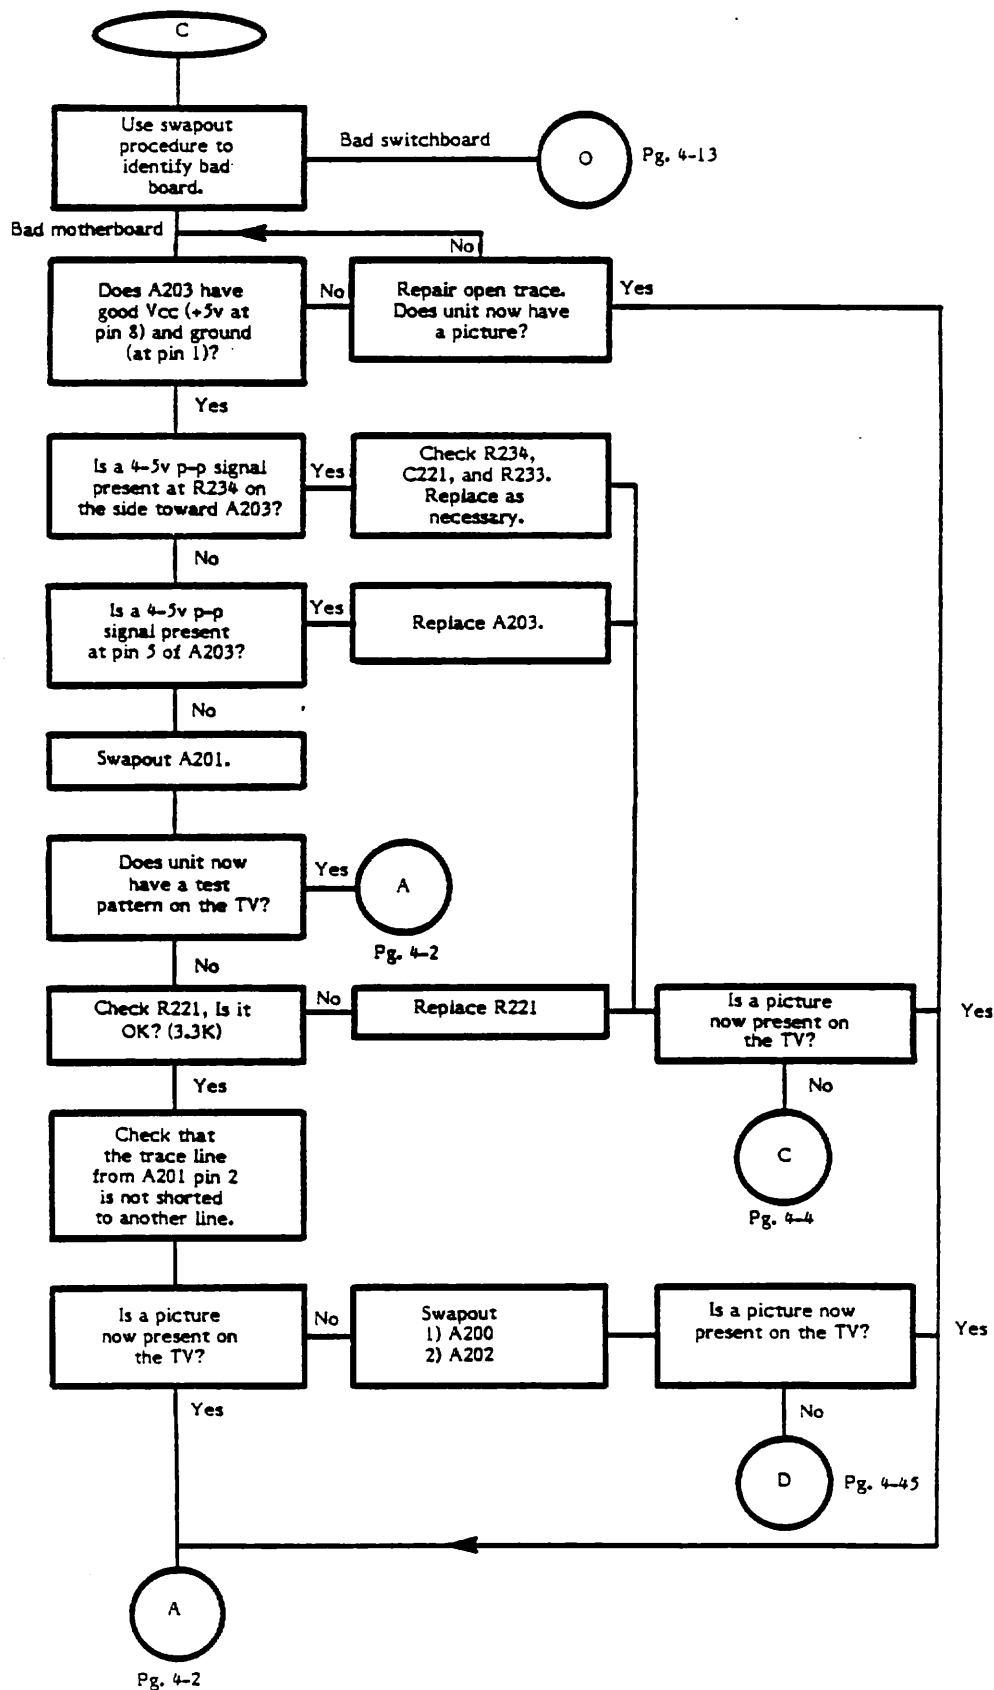 C
Use swapout
procedure to
identify bad
board.
Bad switchboard
O
Pg. 4-13
Bad motherboard
No
Does A203 have
good Vcc (+5v at
pin 8) and ground
(at pin 1)?
No
Repair open trace.
Does unit now have
a picture?
Yes
Yes
Is a 4-5v p-p signal
present at R234 on
the side toward A203?
Yes
Check R234,
C221, and R233.
Replace as
necessary.
No
Is a 4-5v p-p
signal present
at pin 5 of A203?
Yes
Replace A203.
No
Swapout A201.
Does unit now
have a test
pattern on the TV?
Yes
A
Pg. 4-2
No
Check R221, Is it
OK? (3.3K)
No
Replace R221
Is a picture
now present on
the TV?
Yes
No
C
Pg. 4-4
Yes
Check that
the trace line
from A201 pin 2
is not shorted
to another line.
Is a picture
now present on
the TV?
No
Swapout
1) A200
2) A202
Is a picture now
present on the TV?
Yes
No
D
Pg. 4-45
Yes
A
Pg. 4-2